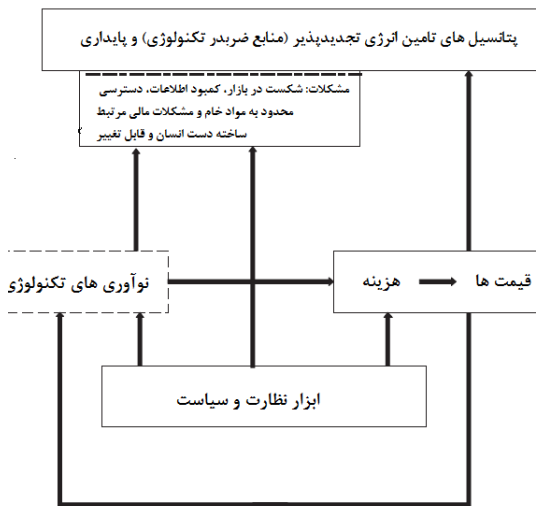 پتانسیل های تامین انرژی تجدیدپذیر (منابع ضربدر تکنولوژی) و پایداری
مشکلات: شکست در بازار، کمبود اطلاعات، دسترسی
محدود به مواد خام و مشکلات مالی مرتبط
ساخته دست انسان و قابل تغییر
نوآوری های تکنولوژی
هزینه
قیمت ها
ابزار نظارت و سیاست